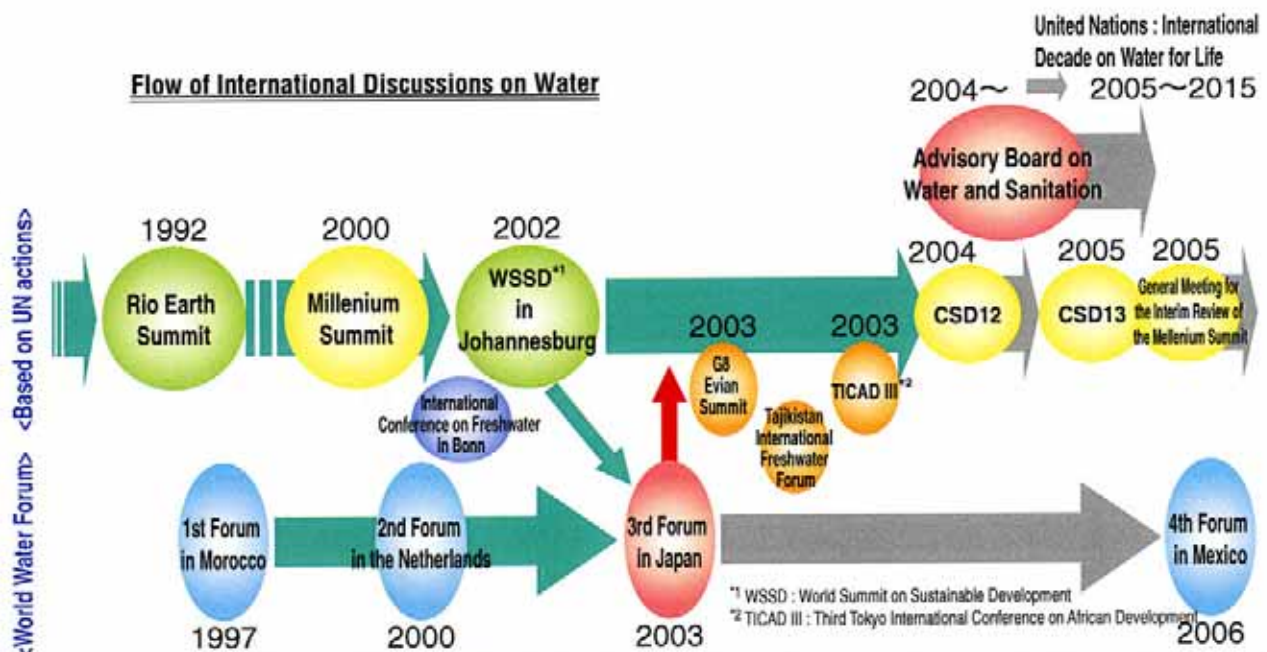 United Nations : International
Decade on Water for Life
Flow of International Discussions on Water
2004～
2005～2015
Advisory Board on
Water and Sanitation
<Based on UN actions>
1992
Rio Earth
Summit
2000
Millenium
Summit
2002
WSSD*1
in
Johannesburg
2004
CSD12
2005
CSD13
2005
General Meeting for
the Interim Review of
the Mellenium Summit
2003
G8
Evian
Summit
2003
TICAD III*2
International
Conference on Freshwater
in Bonn
Tajikistan
International
Freshwater
Forum
<World Water Forum>
1st Forum
in Morocco
1997
2nd Forum
in the Netherlands
2000
3rd Forum
in Japan
2003
4th Forum
in Mexico
2006
*1 WSSD : World Summit on Sustainable Development
*2 TICAD III : Third Tokyo International Conference on African Development